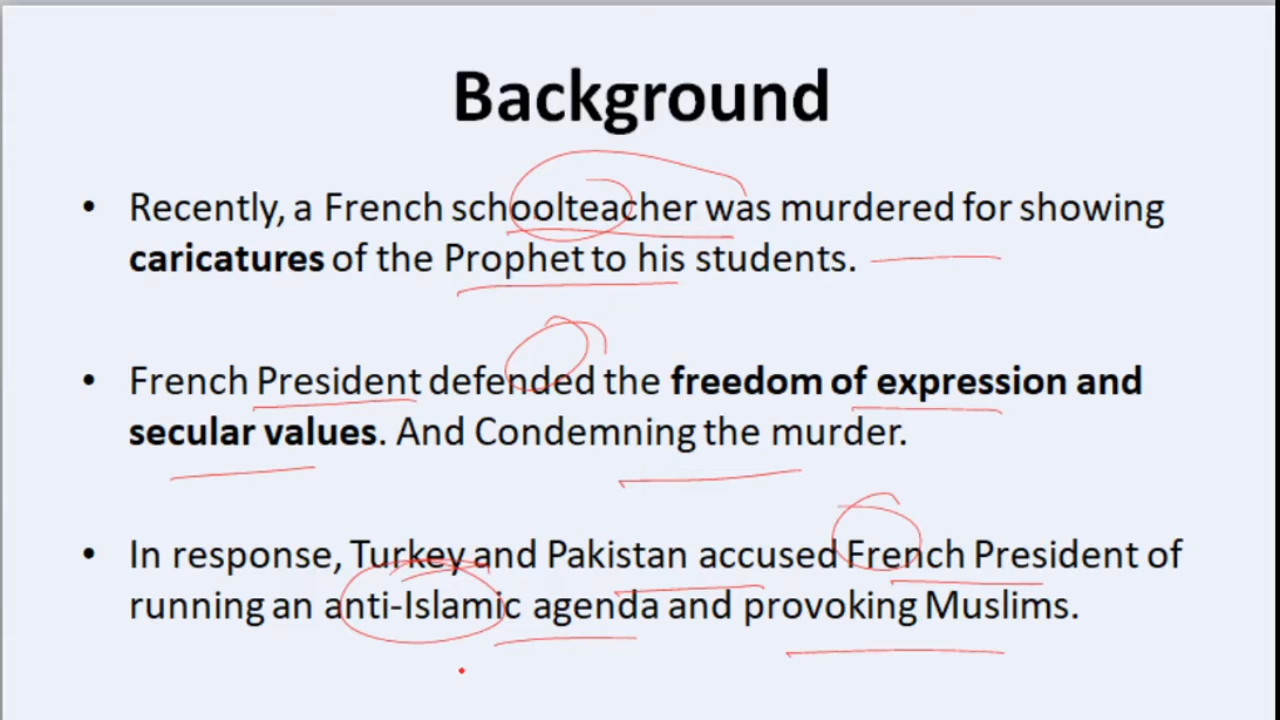 Background
• Recently, a French schoolteacher was murdered for showing
caricatures of the Prophet to his students.
• French President defended the freedom of expression and
secular values. And Condemning the murder.
• In response, Turkey and Pakistan accused French President of
running an anti-Islamic agenda and provoking Muslims.